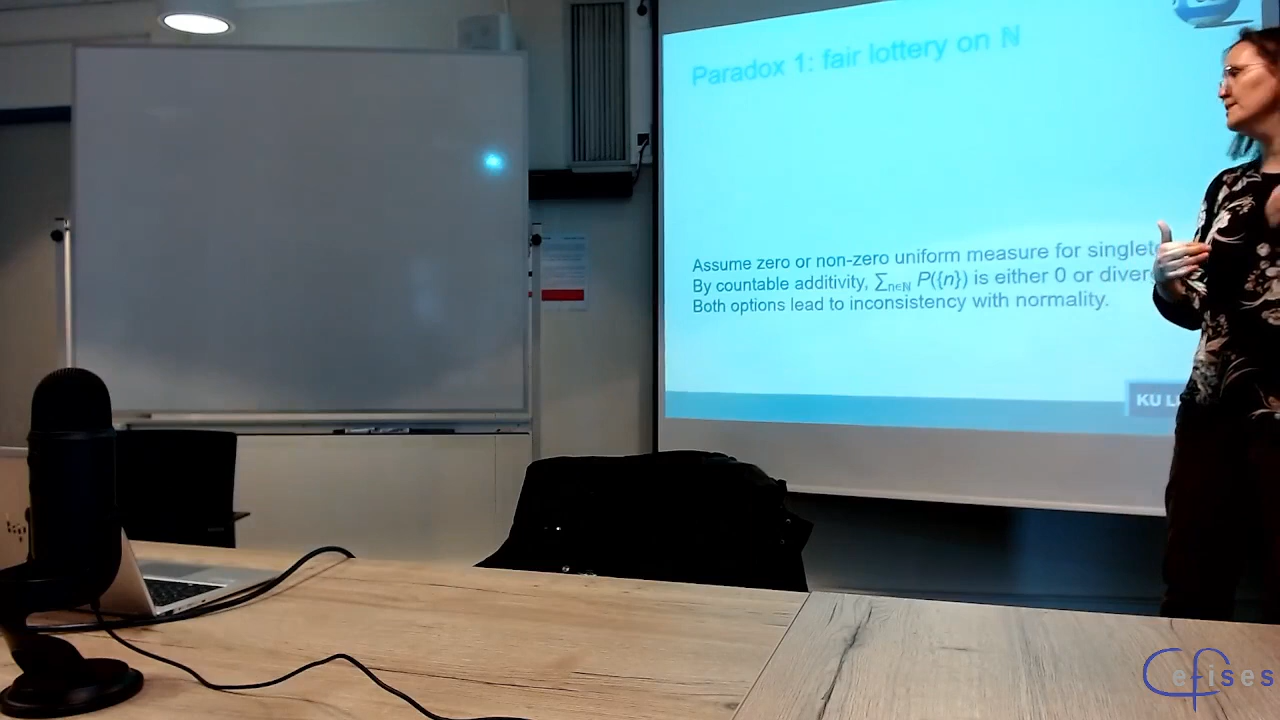 Paradox 1: fair lottery on ℕ
Assume zero or non-zero uniform measure for singlet
By countable additivity, ∑n∈ℕ P({n}) is either 0 or diver
Both options lead to inconsistency with normality.
KU L
Cefises